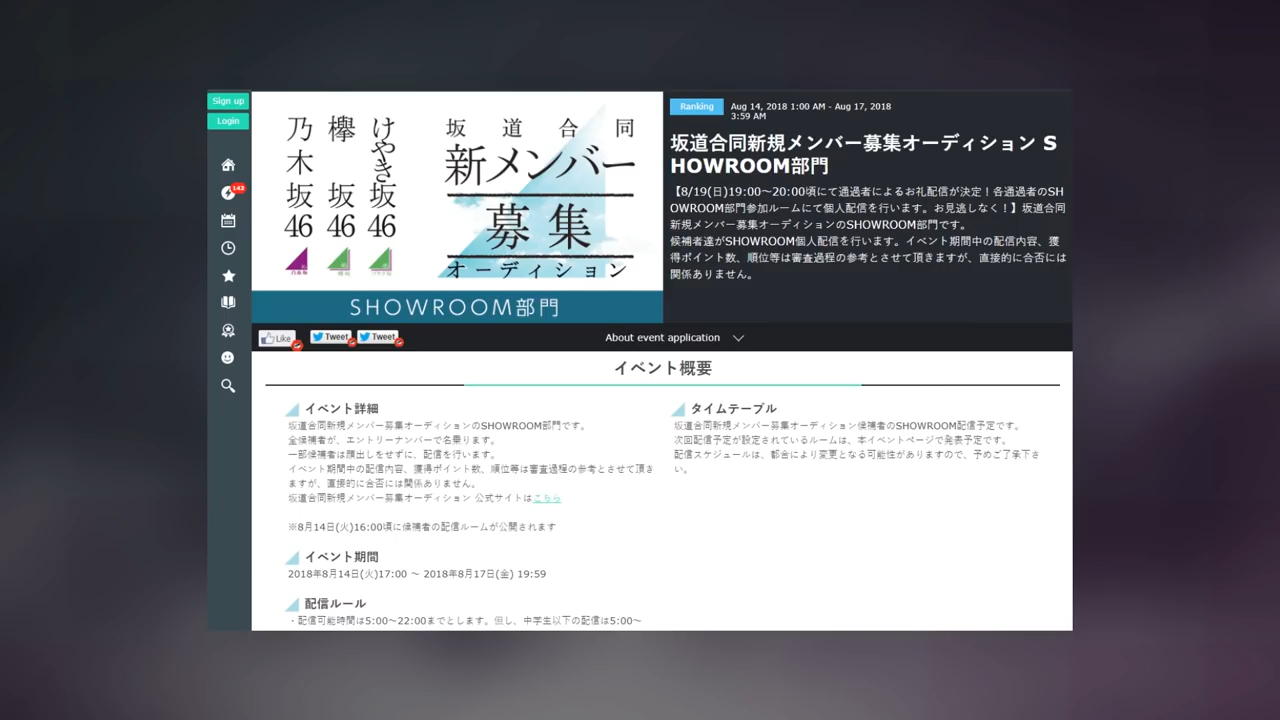 Sign up
Login
143
乃木坂46
欅坂46
けやき坂46
坂道合同
新メンバー
募集
オーディション
SHOWROOM部門
Ranking
Aug 14, 2018 1:00 AM - Aug 17, 2018
3:59 AM
坂道合同新規メンバー募集オーディション S
HOWROOM部門
【8/19(日)19:00～20:00頃にて通過者によるお礼配信が決定！各通過者のSH
OWROOM部門参加ルームにて個人配信を行います。お見逃しなく！】坂道合同
新規メンバー募集オーディションのSHOWROOM部門です。
候補者達がSHOWROOM個人配信を行います。イベント期間中の配信内容、獲
得ポイント数、順位等は審査過程の参考とさせて頂きますが、直接的に合否には
関係ありません。
Like
Tweet
Tweet
About event application
イベント概要
イベント詳細
坂道合同新規メンバー募集オーディションのSHOWROOM部門です。
全候補者が、エントリーナンバーで名乗ります。
一部候補者は顔出しをせずに、配信を行います。
イベント期間中の配信内容、獲得ポイント数、順位等は審査過程の参考とさせて頂き
ますが、直接的に合否には関係ありません。
坂道合同新規メンバー募集オーディション 公式サイトはこちら
※8月14日(火)16:00頃に候補者の配信ルームが公開されます
イベント期間
2018年8月14日(火)17:00 ～ 2018年8月17日(金) 19:59
配信ルール
・配信可能時間は5:00～22:00までとします。但し、中学生以下の配信は5:00～
タイムテーブル
坂道合同新規メンバー募集オーディション候補者のSHOWROOM配信予定です。
次回配信予定が設定されているルームは、本イベントページで発表予定です。
配信スケジュールは、都合により変更となる可能性がありますので、予めご了承下さ
い。